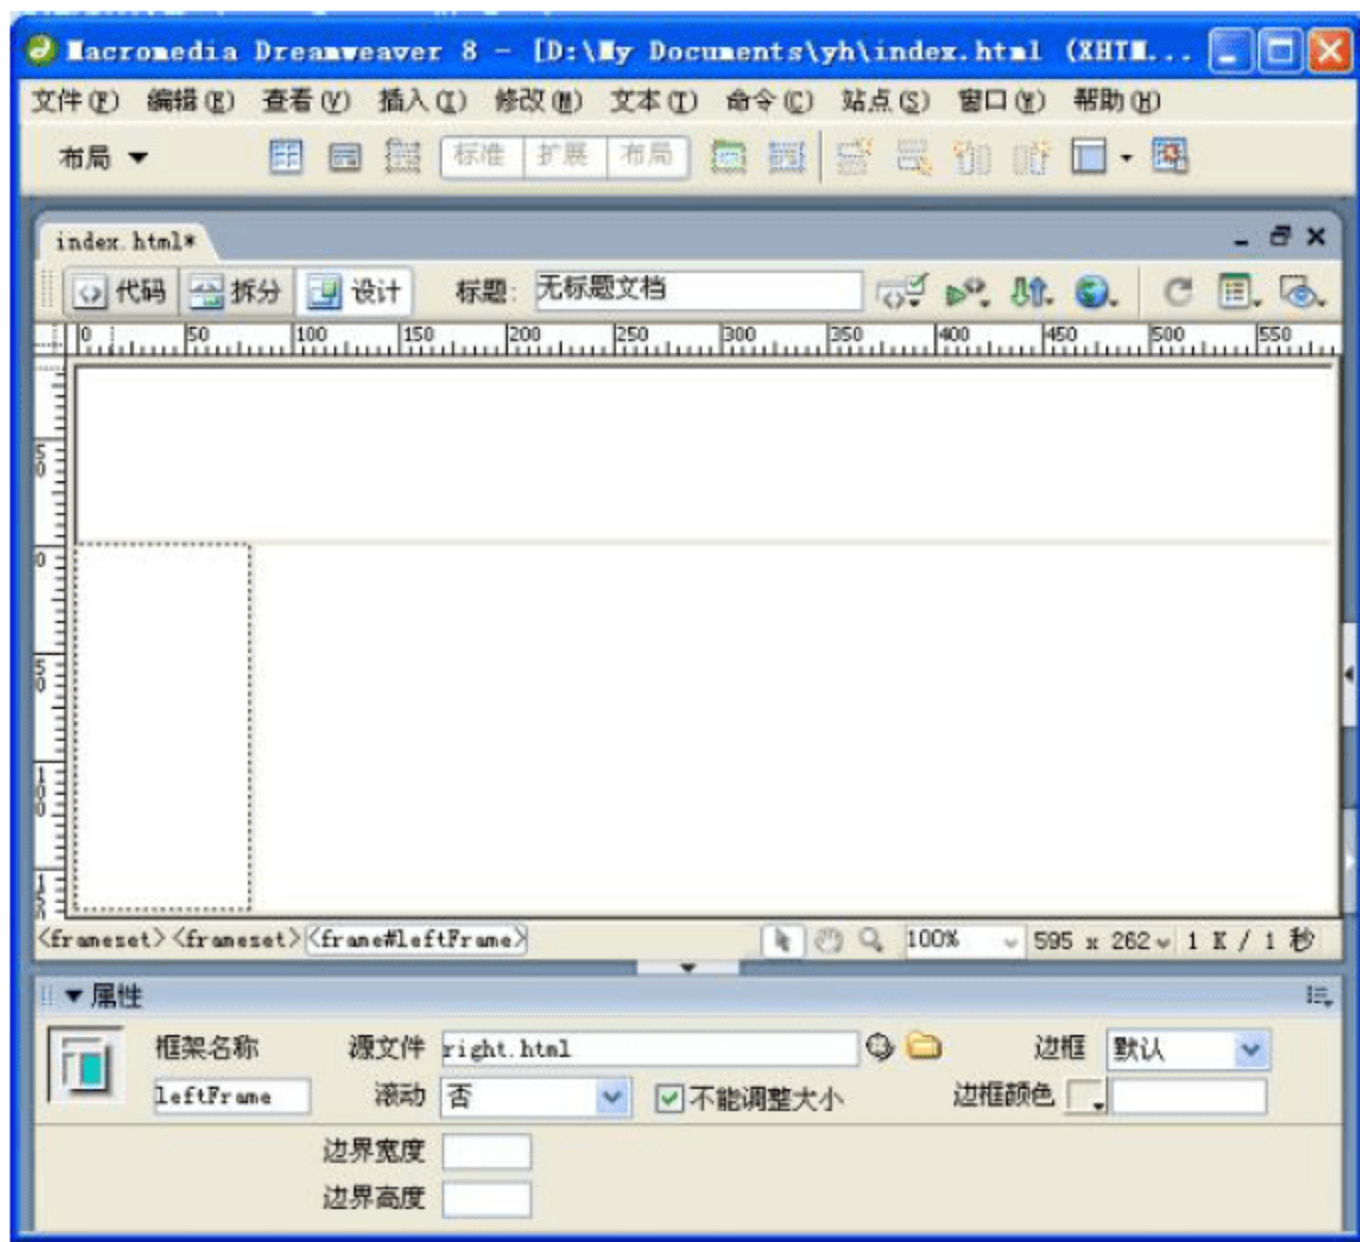 Macromedia Dreamweaver 8 - [D:\My Documents\yh\index.html (XHTM...
文件(F) 编辑(E) 查看(V) 插入(I) 修改(M) 文本(T) 命令(C) 站点(S) 窗口(W) 帮助(H)
布局 标准 扩展 布局
index.html*
代码 拆分 设计 标题: 无标题文档
0 50 100 150 200 250 300 350 400 450 500 550
50
0
50
100
<frameset> <frameset> <frame#leftFrame> 100% 595 x 262 1 K / 1 秒
属性
框架名称 源文件 right.html 边框 默认
leftFrame 滚动 否 不能调整大小 边框颜色
边界宽度
边界高度